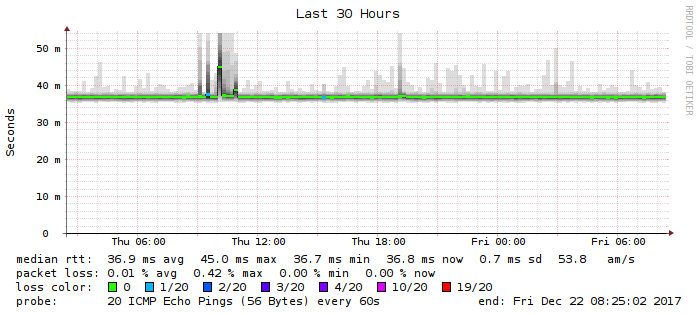 Last 30 Hours
RRDTOOL / TOBI OETIKER
Seconds
50 m
40 m
30 m
20 m
10 m
0
Thu 06:00 Thu 12:00 Thu 18:00 Fri 00:00 Fri 06:00
median rtt: 36.9 ms avg 45.0 ms max 36.7 ms min 36.8 ms now 0.7 ms sd 53.8 am/s
packet loss: 0.01 % avg 0.42 % max 0.00 % min 0.00 % now
loss color: 0 1/20 2/20 3/20 4/20 10/20 19/20
probe: 20 ICMP Echo Pings (56 Bytes) every 60s end: Fri Dec 22 08:25:02 2017